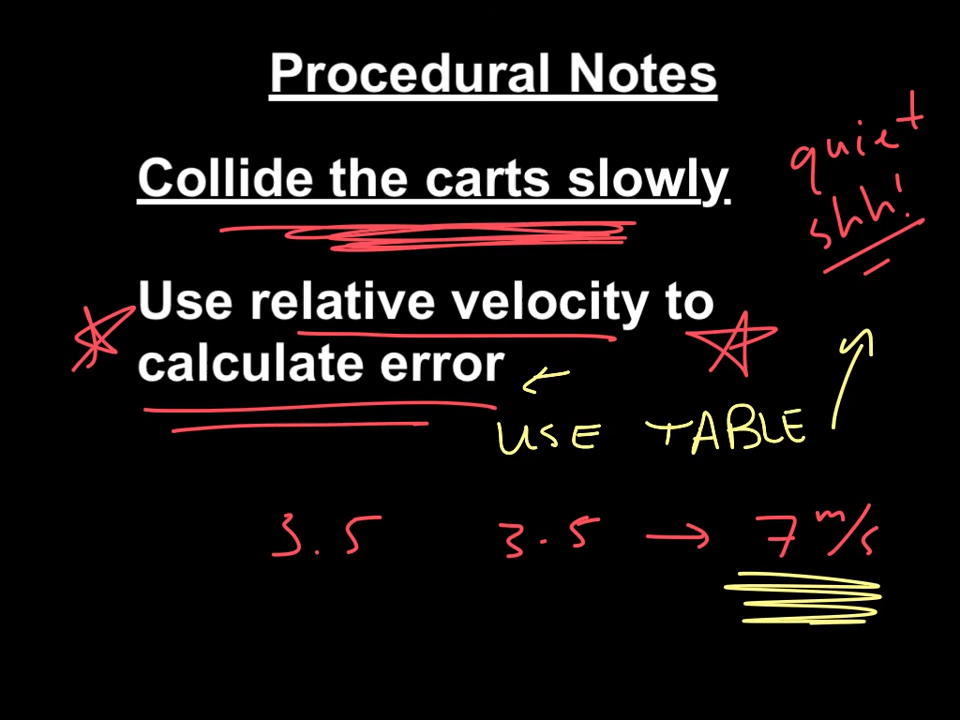 Procedural Notes
quiet
shh!
Collide the carts slowly
Use relative velocity to
calculate error
USE TABLE
3.5 3.5 → 7 m/s